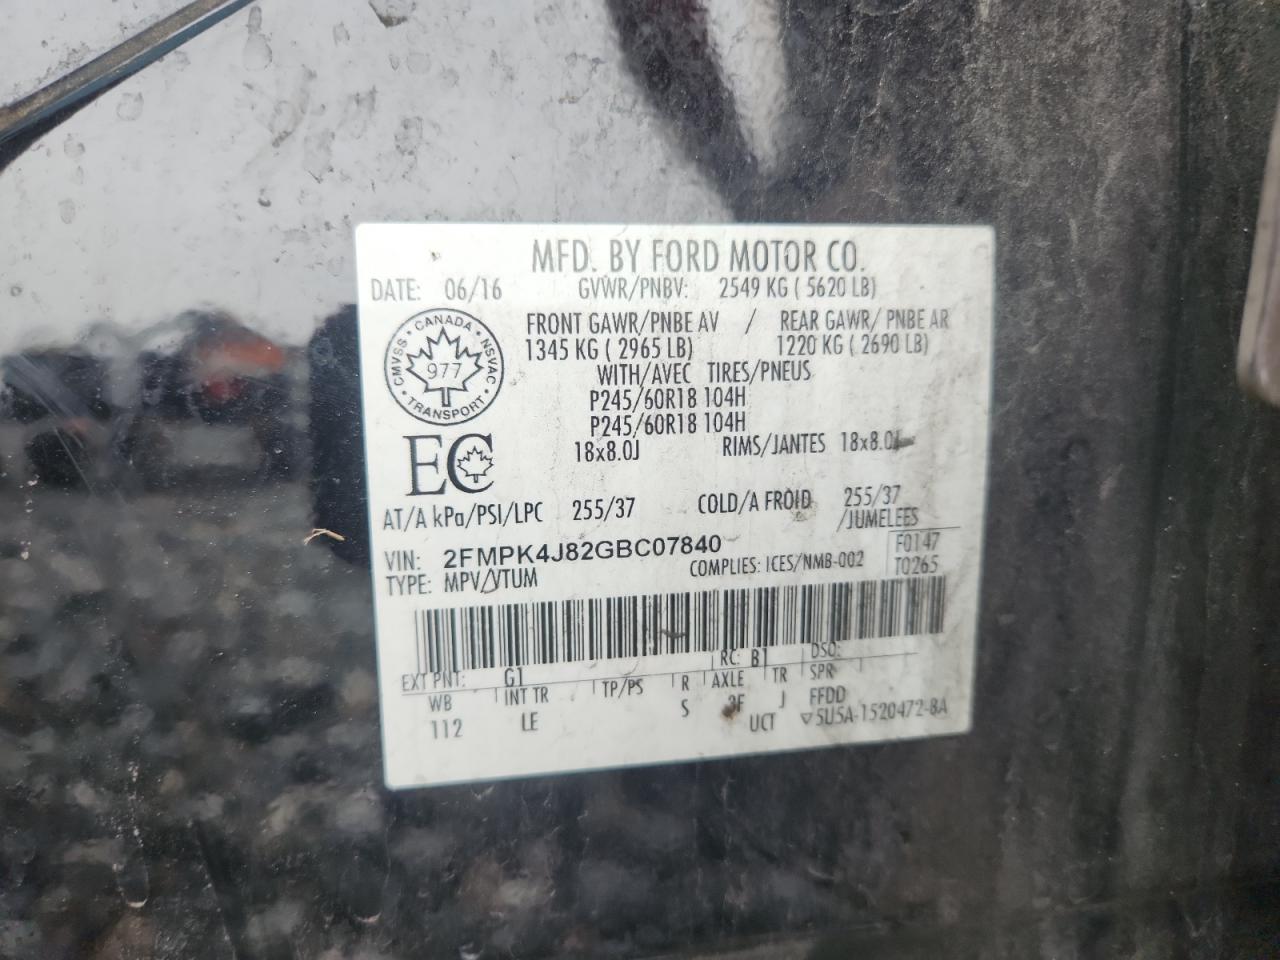 MFD. BY FORD MOTOR CO.
DATE: 06/16 GVWR/PNBV: 2549 KG ( 5620 LB)
CANADA CMVSS NSVAC 977 TRANSPORT
FRONT GAWR/PNBE AV / REAR GAWR/ PNBE AR
1345 KG ( 2965 LB) 1220 KG ( 2690 LB)
WITH/AVEC TIRES/PNEUS
P245/60R18 104H
P245/60R18 104H
EC
18x8.0J RIMS/JANTES 18x8.0J
AT/A kPa/PSI/LPC 255/37 COLD/A FROID 255/37
/JUMELEES
VIN: 2FMPK4J82GBC07840 F0147
TYPE: MPV/VTUM COMPLIES: ICES/NMB-002 T0265
EXT PNT: G1 RC: B1 DSO:
WB INT TR TP/PS R AXLE TR SPR
112 LE S 3F J FFDD
UCT 5U5A-1520472-BA